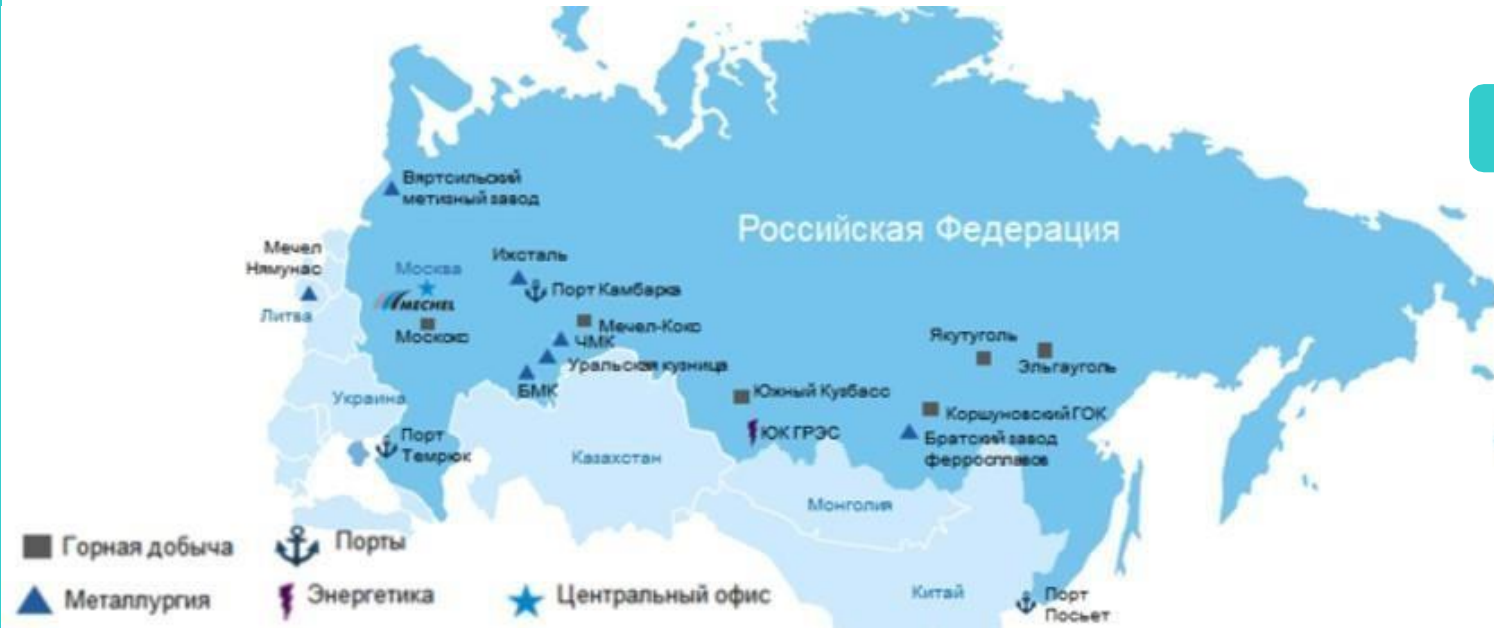 Вяртсильский
метизный завод
Российская Федерация
Мечел
Нямунас
Литва
Москва
MECHEL
Москокс
Ижсталь
Порт Камбарка
Мечел-Кокс
ЧМК
Уральская кузница
БМК
Якутуголь
Эльгауголь
Украина
Южный Кузбасс
Коршуновский ГОК
Порт
Темрюк
ЮК ГРЭС
Братский завод
ферросплавов
Казахстан
Монголия
Китай
Порт
Посьет
Горная добыча
Порты
Металлургия
Энергетика
Центральный офис